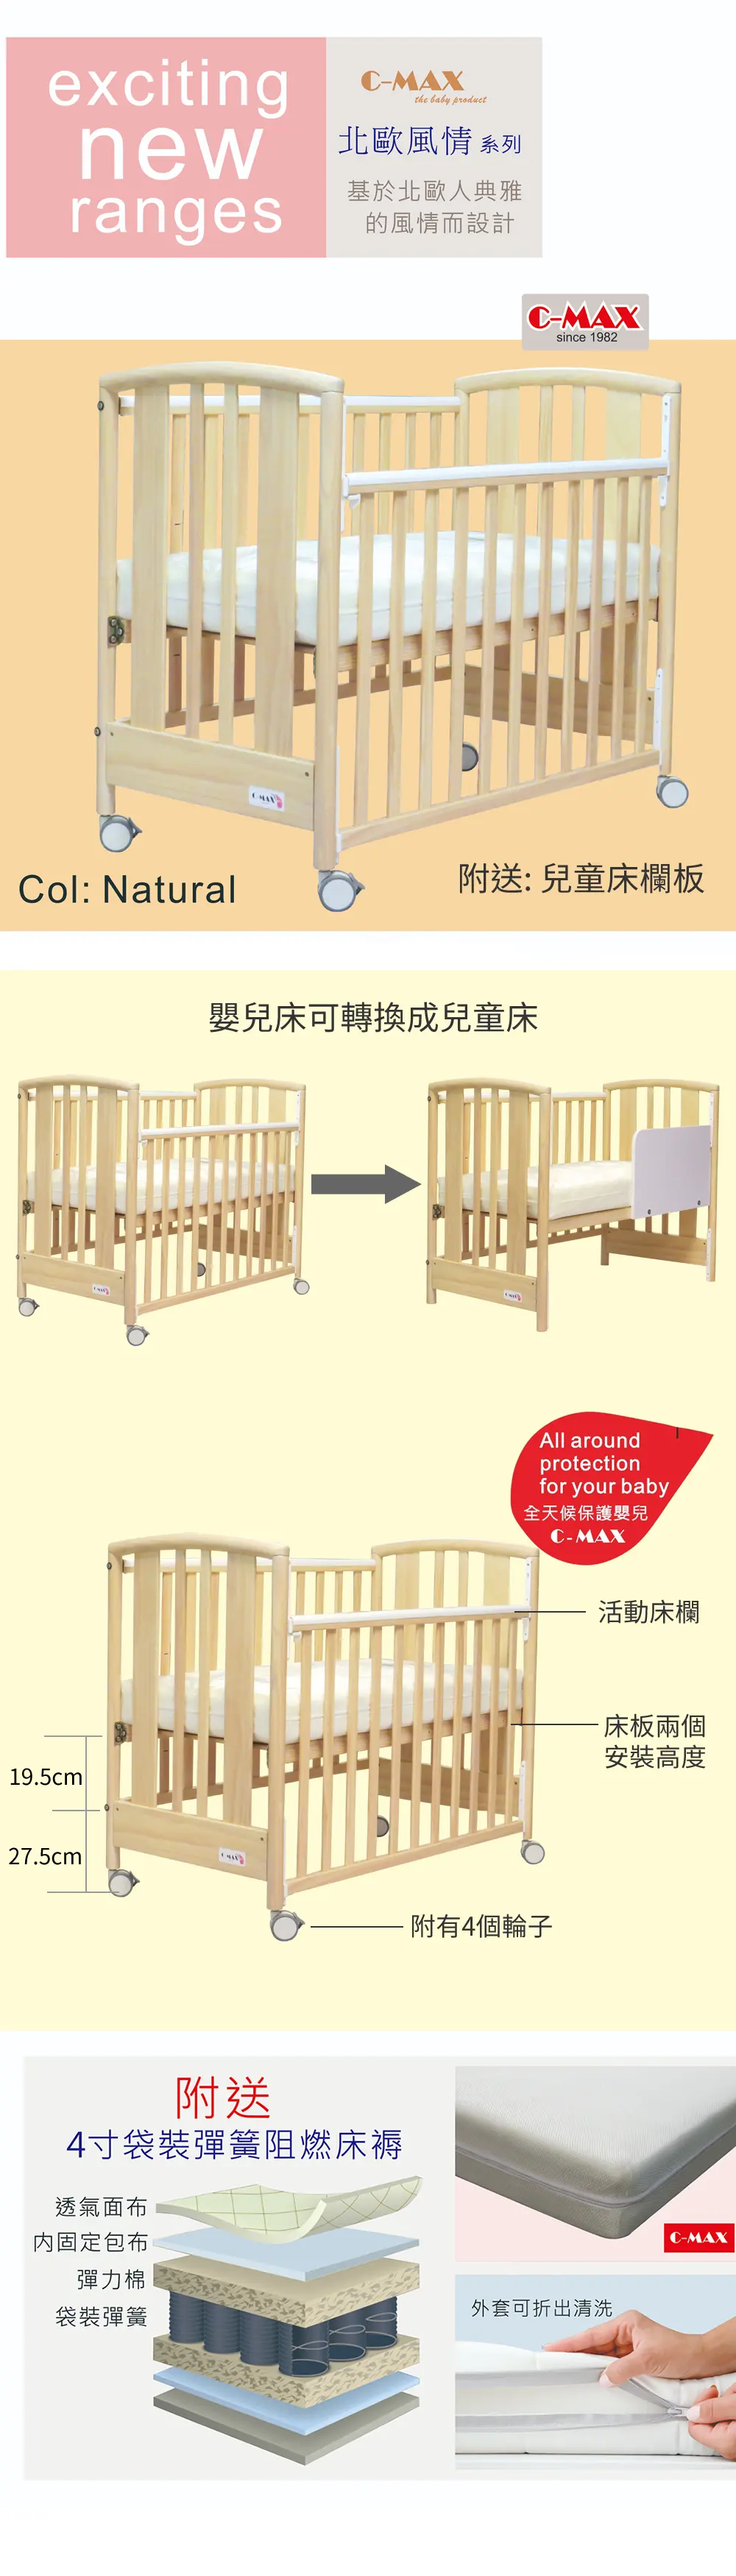 exciting
new
ranges
C-MAX
the baby product
北歐風情 系列
基於北歐人典雅
的風情而設計
C-MAX
since 1982
C-MAX
Col: Natural
附送: 兒童床欄板
嬰兒床可轉換成兒童床
C-MAX
C-MAX
All around
protection
for your baby
全天候保護嬰兒
C-MAX
活動床欄
床板兩個
安裝高度
19.5cm
27.5cm
C-MAX
附有4個輪子
附送
4寸袋裝彈簧阻燃床褥
透氣面布
内固定包布
彈力棉
袋裝彈簧
C-MAX
外套可折出清洗